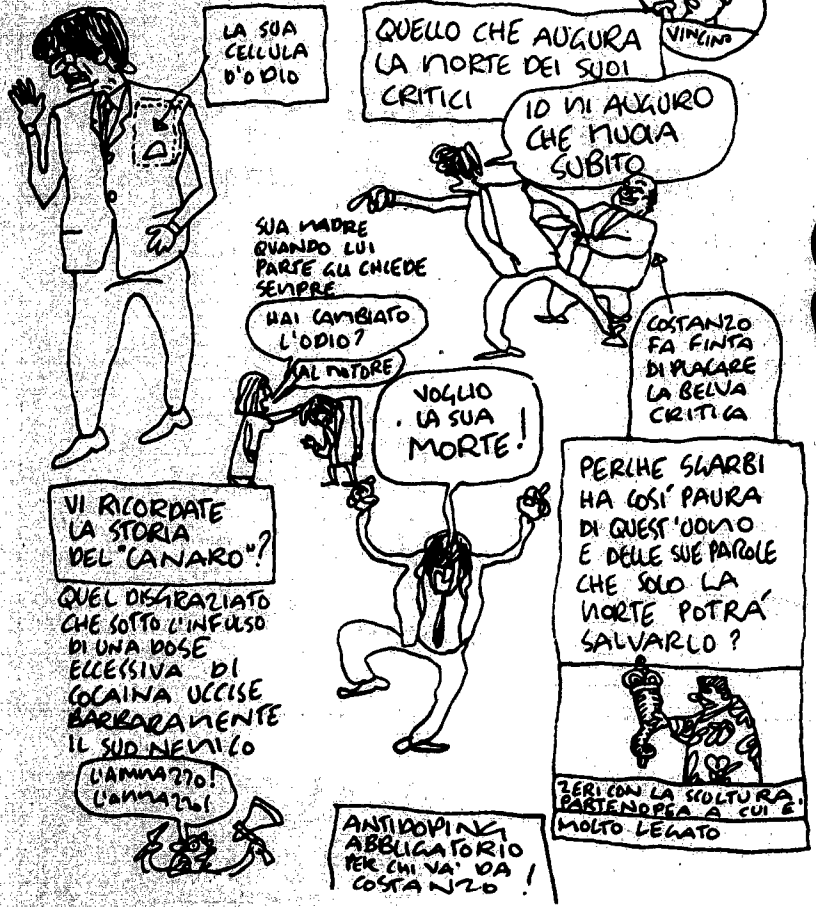 LA SUA
CELLULA
D'ODIO
QUELLO CHE AUGURA
LA MORTE DEI SUOI
CRITICI
VINCINO
IO MI AUGURO
CHE MUOIA
SUBITO
SUA MADRE
QUANDO LUI
PARTE GLI CHIEDE
SEMPRE
HAI CAMBIATO
L'ODIO?
AL MOTORE
COSTANZO
FA FINTA
DI PLACARE
LA BELVA
CRITICA
VOGLIO
LA SUA
MORTE!
VI RICORDATE
LA STORIA
DEL "CANARO"?
QUEL DISGRAZIATO
CHE SOTTO L'INFULSO
DI UNA DOSE
ECCESSIVA DI
COCAINA UCCISE
BARBARAMENTE
IL SUO NEMICO
L'AMMAZZO!
L'AMMAZZO!
PERCHE SGARBI
HA COSI' PAURA
DI QUEST'UOMO
E DELLE SUE PAROLE
CHE SOLO LA
MORTE POTRA'
SALVARLO?
ZERI CON LA SCULTURA
PARTENOPEA A CUI È
MOLTO LEGATO
ANTIDOPING
ABBLIGATORIO
PER CHI VA' DA
COSTANZO!